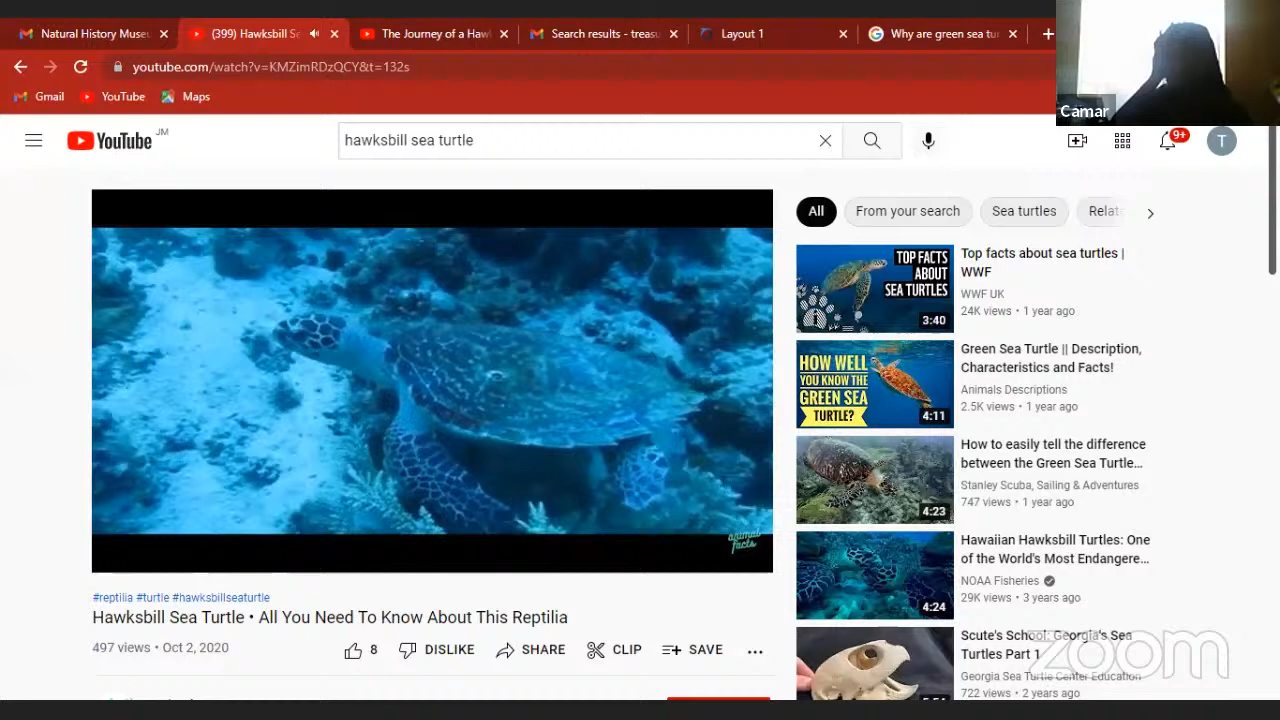 Natural History Muse
(399) Hawksbill Se
The Journey of a Haw
Search results - treasu
Layout 1
Why are green sea tur
youtube.com/watch?v=KMZimRDzQCY&t=132s
Gmail
YouTube
Maps
Camar
YouTube JM
hawksbill sea turtle
9+
T
All
From your search
Sea turtles
Relate
TOP FACTS
ABOUT
SEA TURTLES
3:40
Top facts about sea turtles |
WWF
WWF UK
24K views • 1 year ago
HOW WELL
YOU KNOW THE
GREEN SEA
TURTLE?
4:11
Green Sea Turtle || Description,
Characteristics and Facts!
Animals Descriptions
2.5K views • 1 year ago
4:23
How to easily tell the difference
between the Green Sea Turtle...
Stanley Scuba, Sailing & Adventures
747 views • 1 year ago
4:24
Hawaiian Hawksbill Turtles: One
of the World's Most Endangere...
NOAA Fisheries
29K views • 3 years ago
Scute's School: Georgia's Sea
Turtles Part 1
Georgia Sea Turtle Center Education
722 views • 2 years ago
animal
facts
#reptilia #turtle #hawksbillseaturtle
Hawksbill Sea Turtle • All You Need To Know About This Reptilia
497 views • Oct 2, 2020
8
DISLIKE
SHARE
CLIP
SAVE
zoom